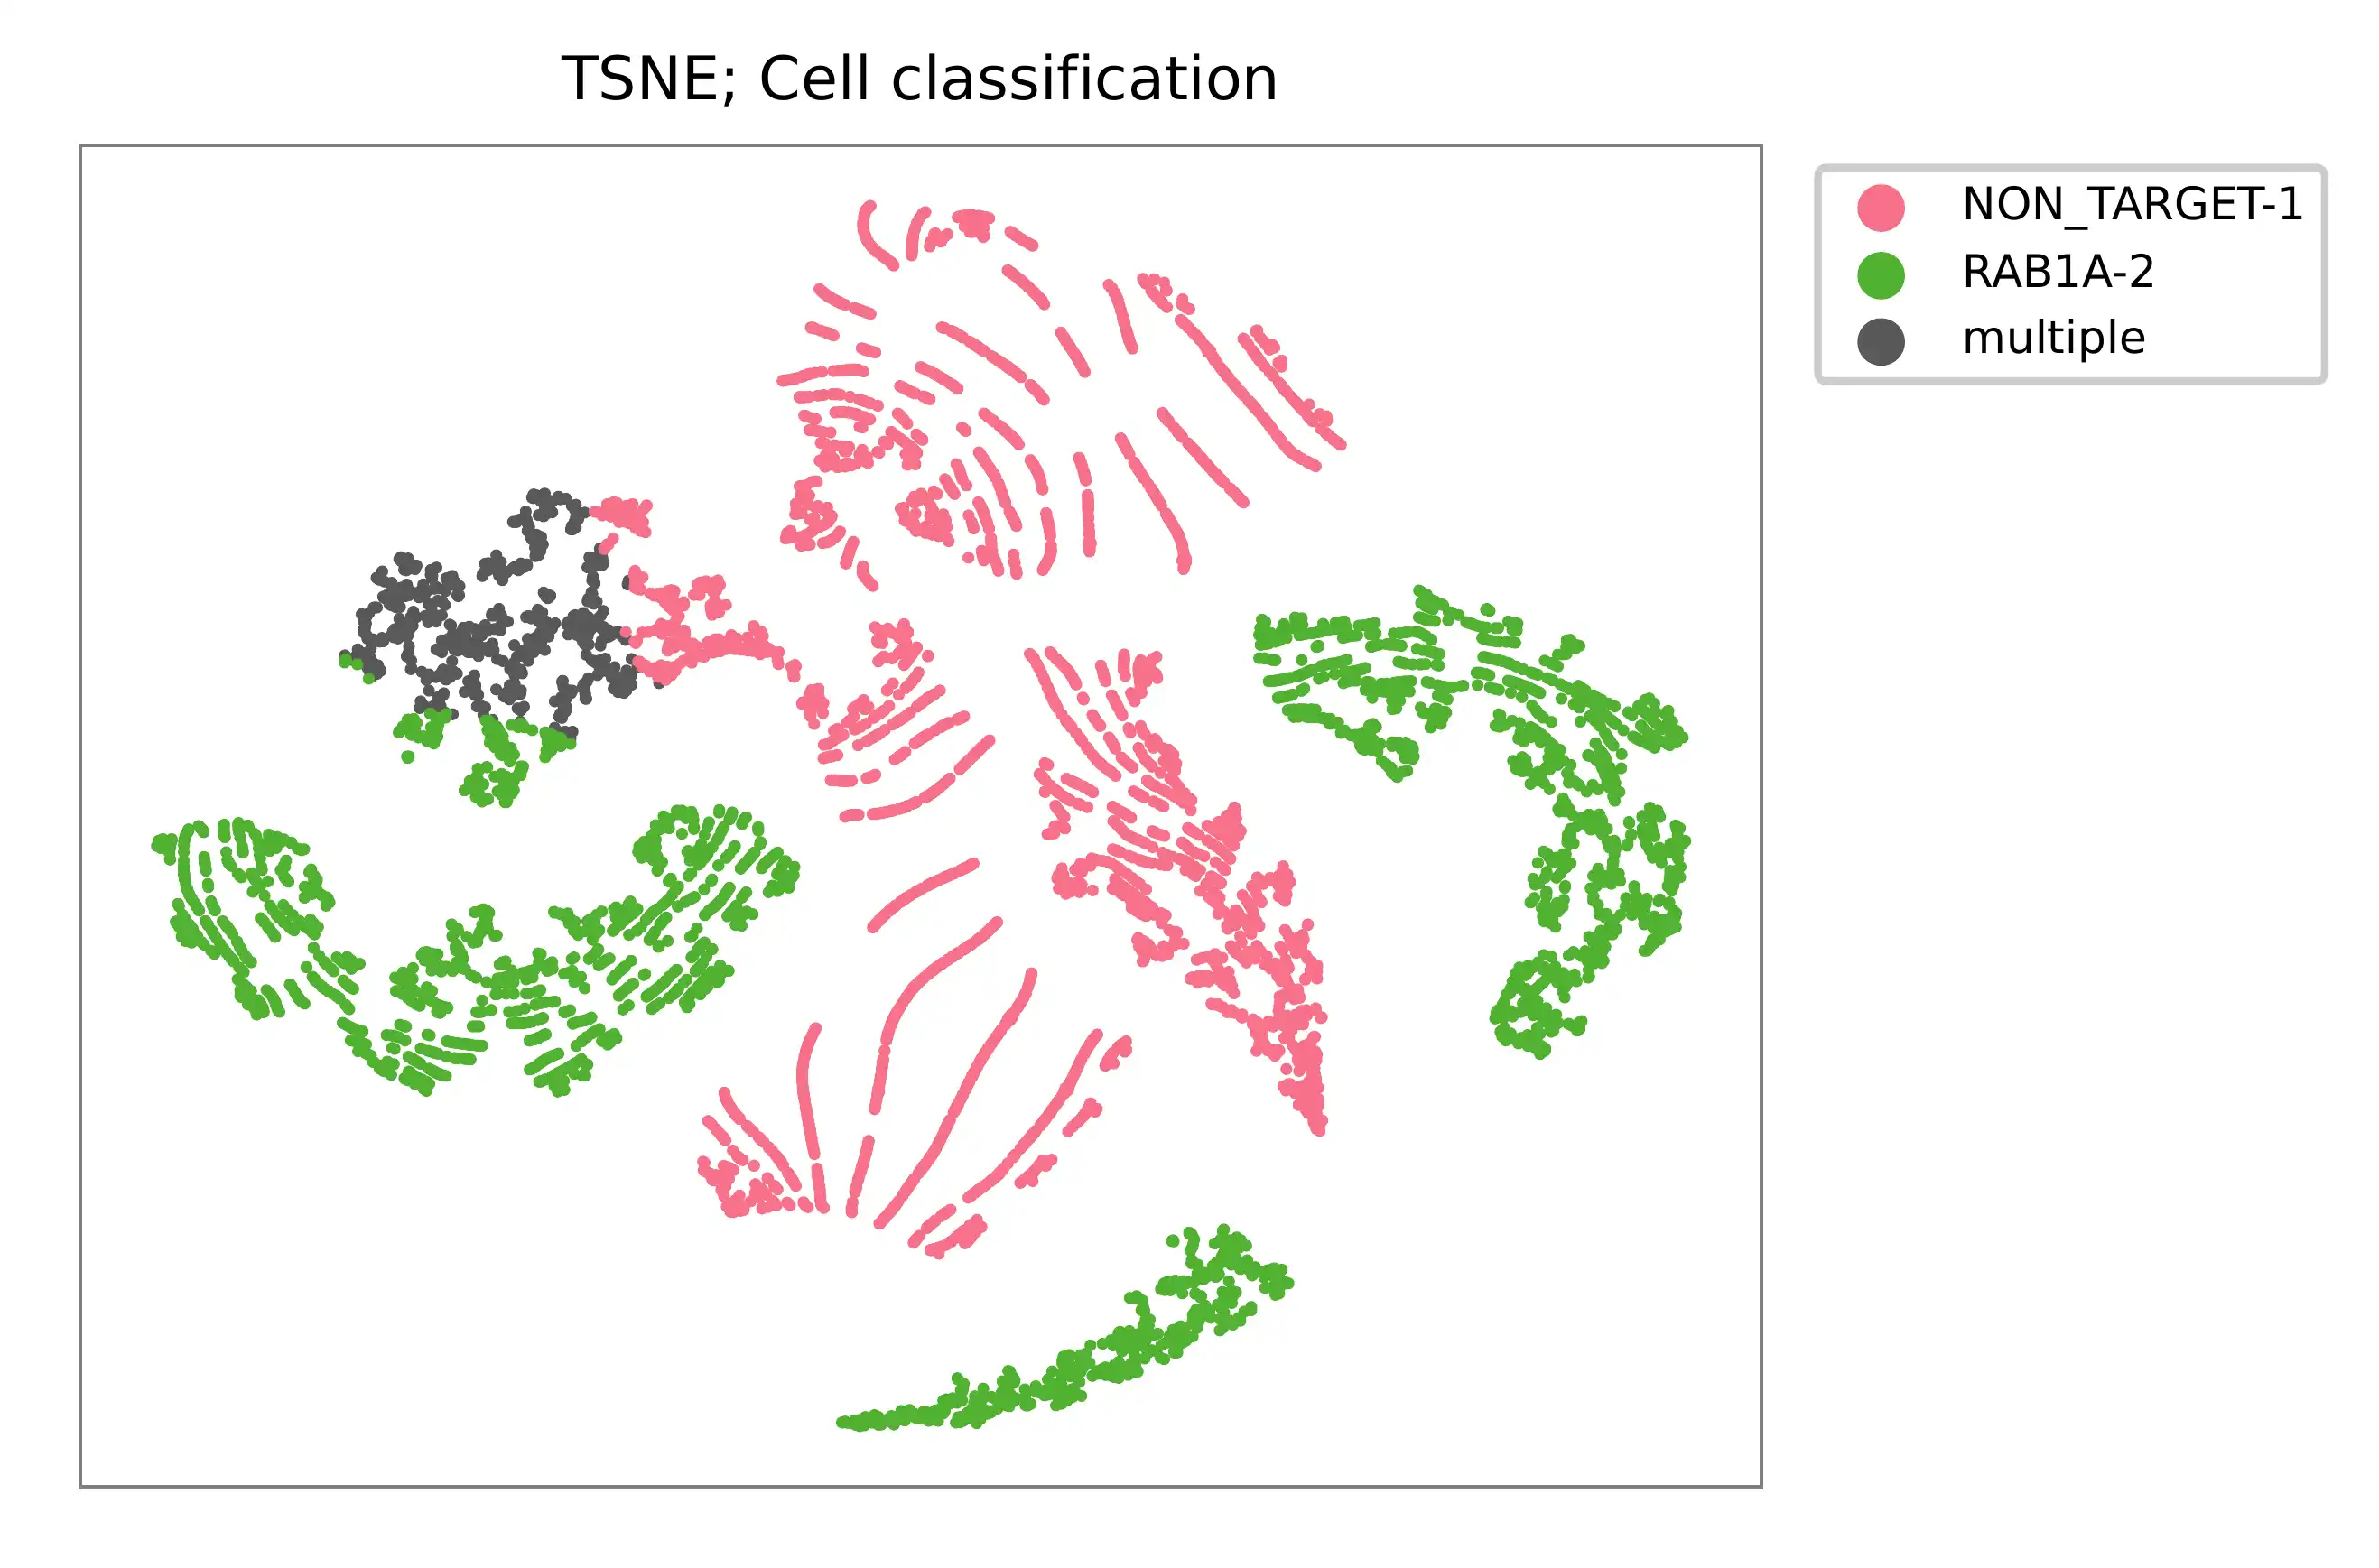 TSNE; Cell classification
NON_TARGET-1
RAB1A-2
multiple